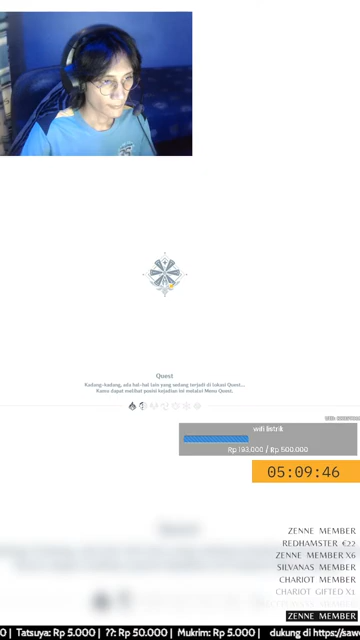 Quest
Kadang-kadang, ada hal-hal lain yang sedang terjadi di lokasi Quest...
Kamu dapat melihat posisi kejadian ini melalui Menu Quest.
wifi listrik
Rp 193,000 / Rp 500,000
05:09:46
ZENNE MEMBER
REDHAMSTER €22
ZENNE MEMBER X6
SILVANAS MEMBER
CHARIOT MEMBER
CHARIOT GIFTED X1
ZENNE MEMBER
0 | Tatsuya: Rp 5.000 | ??: Rp 50.000 | Mukrim: Rp 5.000 | dukung di https://saw